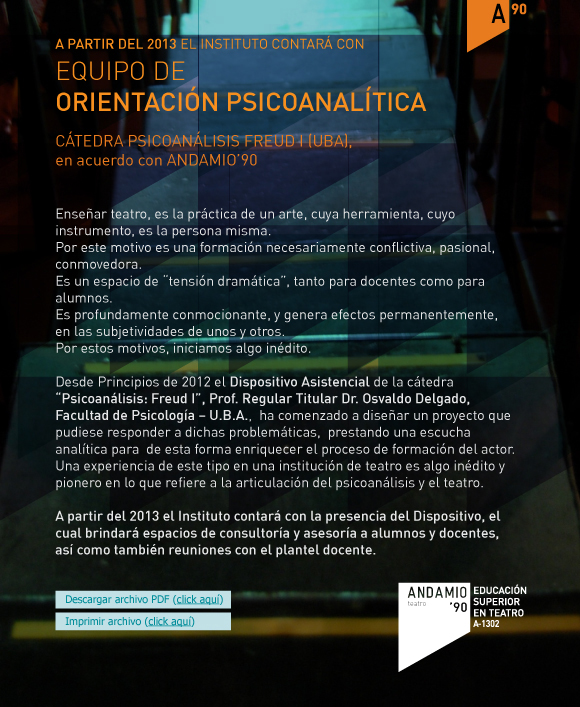 A 90
A PARTIR DEL 2013 EL INSTITUTO CONTARÁ CON
EQUIPO DE
ORIENTACIÓN PSICOANALÍTICA
CÁTEDRA PSICOANÁLISIS FREUD I (UBA),
en acuerdo con ANDAMIO'90
Enseñar teatro, es la práctica de un arte, cuya herramienta, cuyo
instrumento, es la persona misma.
Por este motivo es una formación necesariamente conflictiva, pasional,
conmovedora.
Es un espacio de "tensión dramática", tanto para docentes como para
alumnos.
Es profundamente conmocionante, y genera efectos permanentemente,
en las subjetividades de unos y otros.
Por estos motivos, iniciamos algo inédito.
Desde Principios de 2012 el Dispositivo Asistencial de la cátedra
"Psicoanálisis: Freud I", Prof. Regular Titular Dr. Osvaldo Delgado,
Facultad de Psicología – U.B.A., ha comenzado a diseñar un proyecto que
pudiese responder a dichas problemáticas, prestando una escucha
analítica para de esta forma enriquecer el proceso de formación del actor.
Una experiencia de este tipo en una institución de teatro es algo inédito y
pionero en lo que refiere a la articulación del psicoanálisis y el teatro.
A partir del 2013 el Instituto contará con la presencia del Dispositivo, el
cual brindará espacios de consultoría y asesoría a alumnos y docentes,
así como también reuniones con el plantel docente.
Descargar archivo PDF (click aquí)
Imprimir archivo (click aquí)
ANDAMIO
teatro '90
EDUCACIÓN
SUPERIOR
EN TEATRO
A-1302